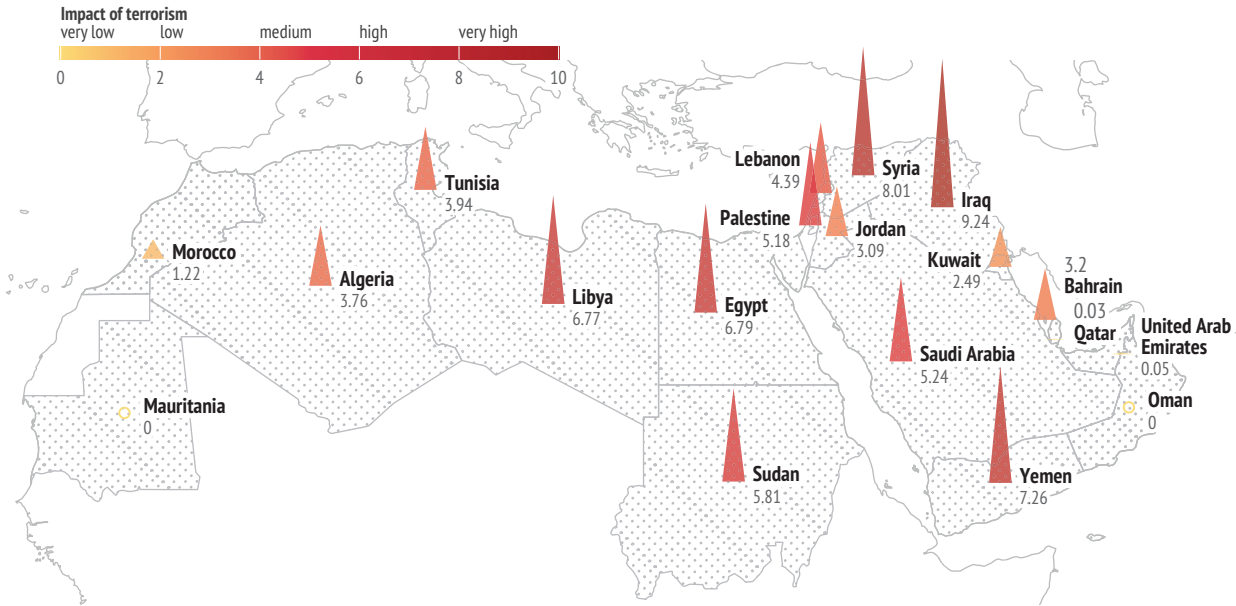 Impact of terrorism
very low low medium high very high
0 2 4 6 8 10
Tunisia
3.94
Morocco
1.22
Algeria
3.76
Libya
6.77
Egypt
6.79
Mauritania
0
Sudan
5.81
Lebanon
4.39
Palestine
5.18
Syria
8.01
Jordan
3.09
Iraq
9.24
Kuwait
2.49
3.2
Bahrain
0.03
Qatar
United Arab
Emirates
0.05
Saudi Arabia
5.24
Oman
0
Yemen
7.26